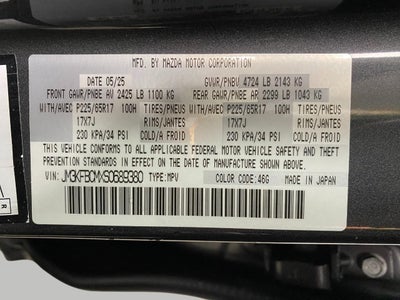 MFD. BY MAZDA MOTOR CORPORATION
DATE 05/25 GVWR/PNBV 4724 LB 2143 KG
FRONT GAWR/PNBE AV 2425 LB 1100 KG REAR GAWR/PNBE AR 2299 LB 1043 KG
WITH/AVEC P225/65R17 100H TIRES/PNEUS WITH/AVEC P225/65R17 100H TIRES/PNEUS
17X7J RIMS/JANTES 17X7J RIMS/JANTES
230 KPA/34 PSI COLD/A FROID 230 KPA/34 PSI COLD/A FROID
THIS VEHICLE CONFORMS TO ALL APPLICABLE FEDERAL MOTOR VEHICLE SAFETY AND
THEFT PREVENTION STANDARDS IN EFFECT ON THE DATE OF MANUFACTURE SHOWN ABOVE.
VIN: JM3KFBCMXS0689380 TYPE:MPV COLOR CODE:46G MADE IN JAPAN
R